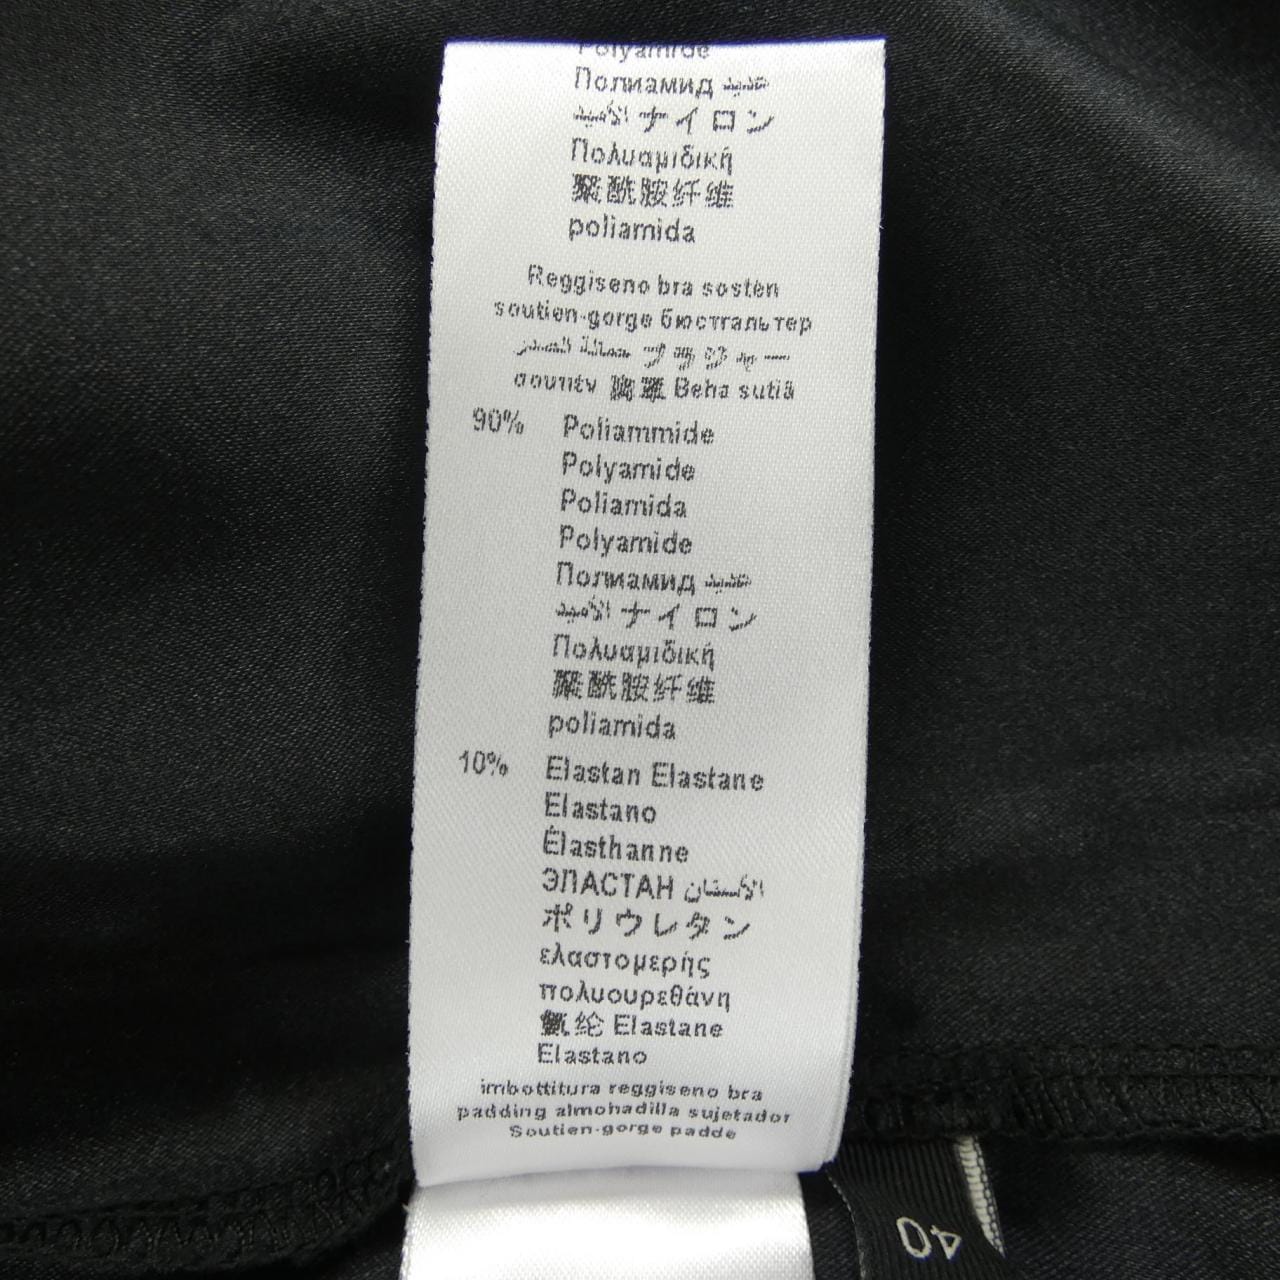 Polyamide
Полиамид
ナイロン
Πολυαμιδική
聚酰胺纤维
poliamida
Reggiseno bra sostén
soutien-gorge бюстгальтер
ブラジャー
σουτιέν 胸罩 Beha sutiã
90% Poliammide
Polyamide
Poliamida
Polyamide
Полиамид
ナイロン
Πολυαμιδική
聚酰胺纤维
poliamida
10% Elastan Elastane
Elastano
Élasthanne
ЭЛАСТАН الاستان
ポリウレタン
ελαστομερής
πολυουρεθάνη
氨纶 Elastane
Elastano
imbottitura reggiseno bra
padding almohadilla sujetador
Soutien-gorge padde
40